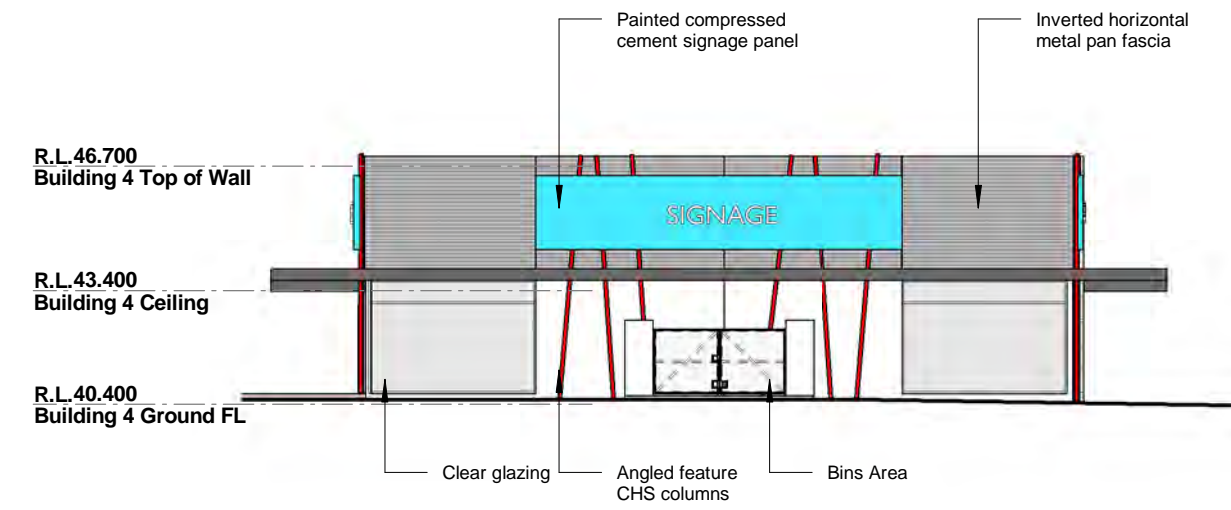 Painted compressed
cement signage panel
Inverted horizontal
metal pan fascia
R.L.46.700
Building 4 Top of Wall
SIGNAGE
R.L.43.400
Building 4 Ceiling
R.L.40.400
Building 4 Ground FL
Clear glazing
Angled feature
CHS columns
Bins Area